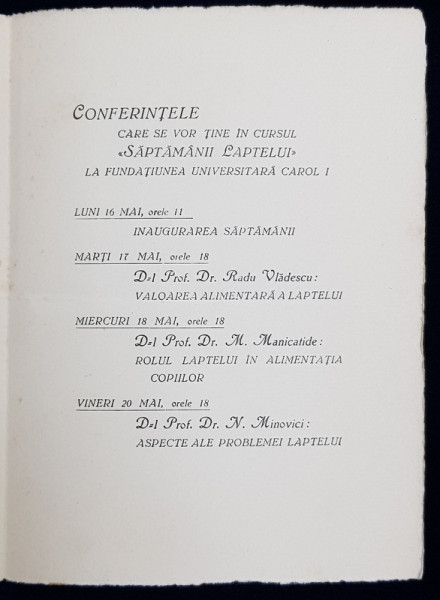 CONFERINȚELE
CARE SE VOR ȚINE ÎN CURSUL
«SĂPTĂMÂNII LAPTELUI»
LA FUNDAȚIUNEA UNIVERSITARĂ CAROL I
LUNI 16 MAI, orele 11
INAUGURAREA SĂPTĂMÂNII
MARȚI 17 MAI, orele 18
D-l Prof. Dr. Radu Vlădescu:
VALOAREA ALIMENTARĂ A LAPTELUI
MIERCURI 18 MAI, orele 18
D-l Prof. Dr. M. Manicatide:
ROLUL LAPTELUI ÎN ALIMENTAȚIA
COPIILOR
VINERI 20 MAI, orele 18
D-l Prof. Dr. N. Minovici:
ASPECTE ALE PROBLEMEI LAPTELUI